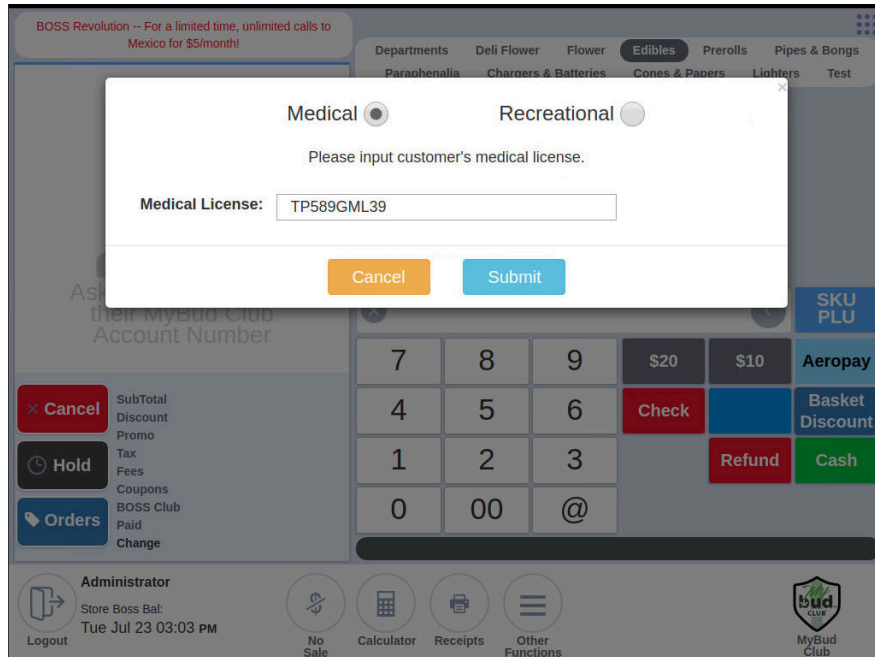 BOSS Revolution -- For a limited time, unlimited calls to
Mexico for $5/month!
Departments Deli Flower Flower Edibles Prerolls Pipes & Bongs
Paraphenalia Chargers & Batteries Cones & Papers Lighters Test
×
Medical Recreational
Please input customer's medical license.
Medical License: TP589GML39
Cancel Submit
Ask
their MyBud Club
Account Number
SKU
PLU
7 8 9 $20 $10 Aeropay
4 5 6 Check Basket
Discount
1 2 3 Refund Cash
0 00 @
× Cancel
Hold
Orders
SubTotal
Discount
Promo
Tax
Fees
Coupons
BOSS Club
Paid
Change
Administrator
Store Boss Bal:
Tue Jul 23 03:03 PM
Logout
No
Sale
Calculator
Receipts
Other
Functions
bud
CLUB
MyBud
Club